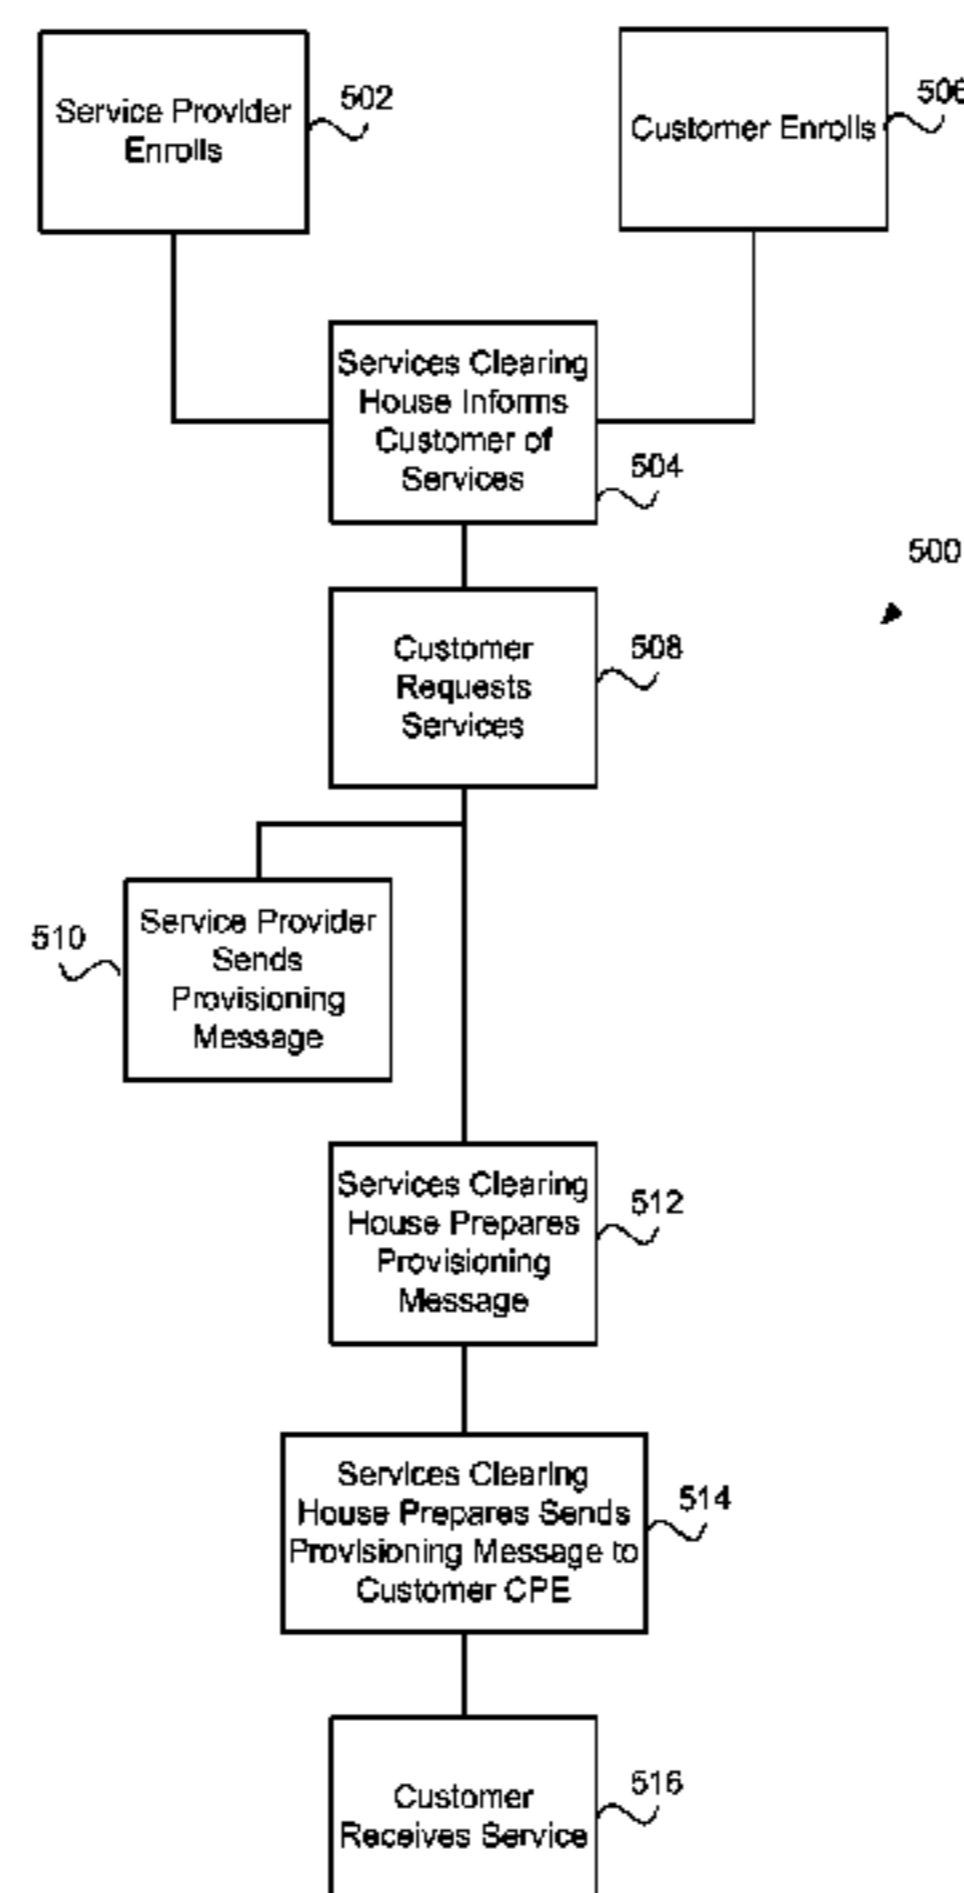 Service Provider
Enrolls
502
Customer Enrolls
506
Services Clearing
House Informs
Customer of
Services
504
500
Customer
Requests
Services
508
510
Service Provider
Sends
Provisioning
Message
Services Clearing
House Prepares
Provisioning
Message
512
Services Clearing
House Prepares Sends
Provisioning Message to
Customer CPE
514
Customer
Receives Service
516